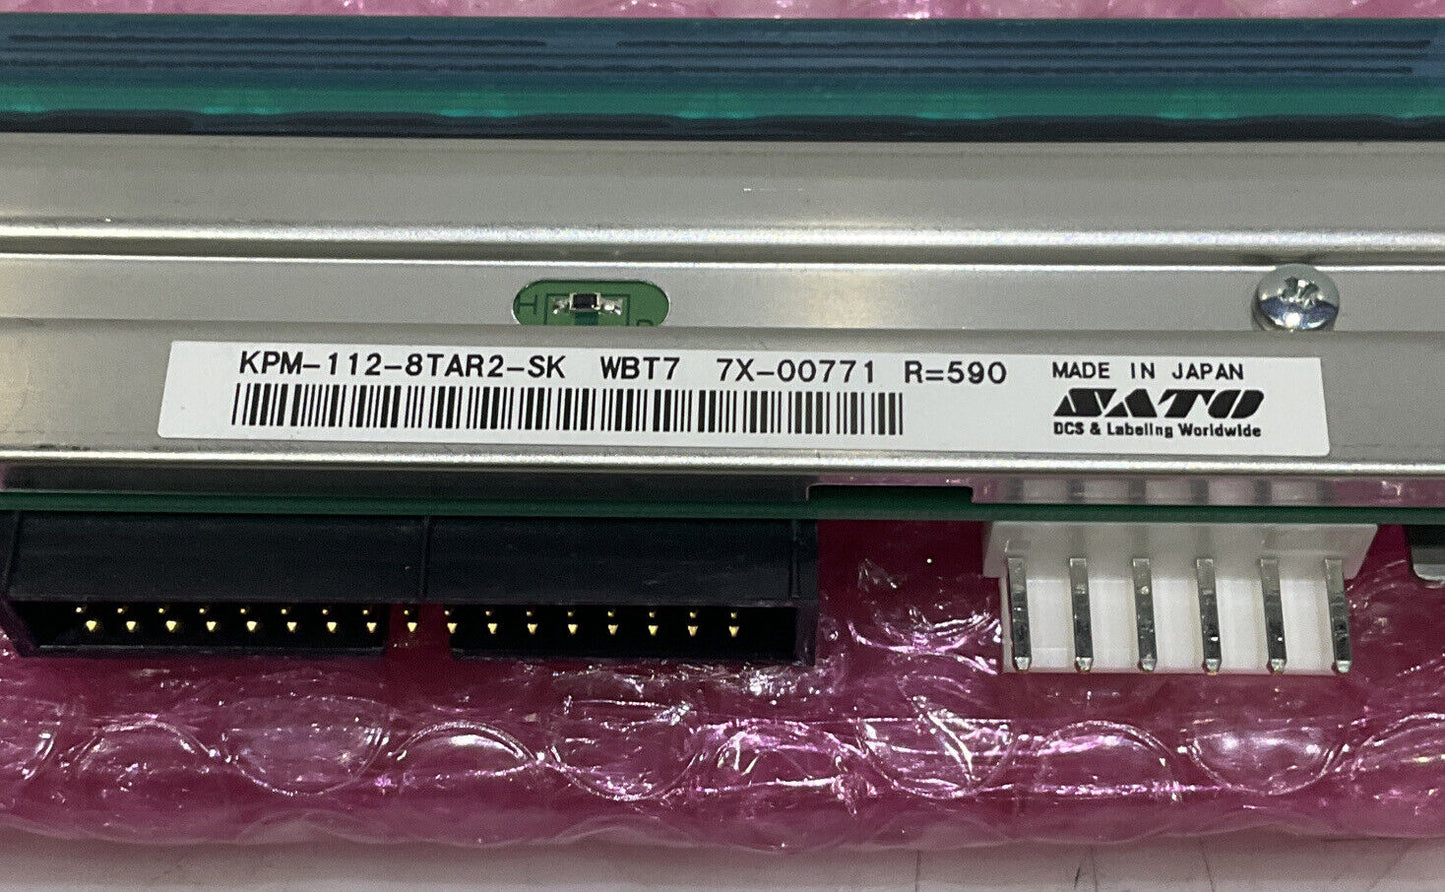 KPM-112-8TAR2-SK WBT7 7X-00771 R=590 MADE IN JAPAN
SATO
DCS & Labeling Worldwide
H